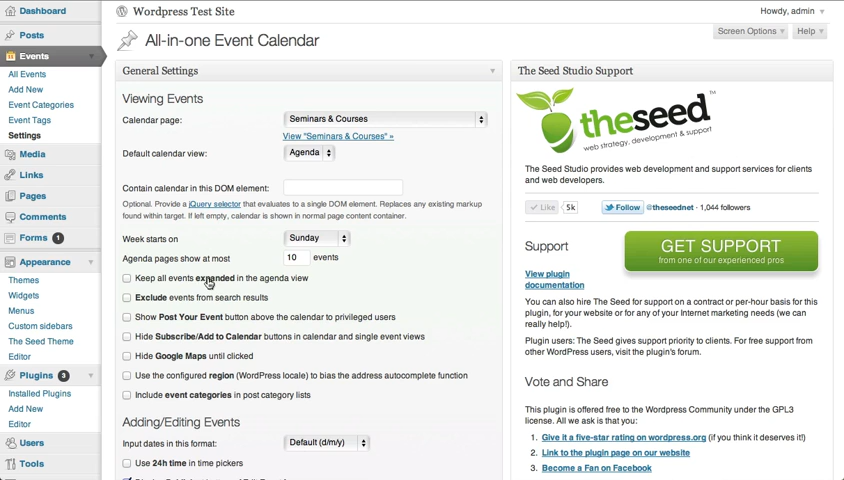 Dashboard
Posts
Events
All Events
Add New
Event Categories
Event Tags
Settings
Media
Links
Pages
Comments
Forms 1
Appearance
Themes
Widgets
Menus
Custom sidebars
The Seed Theme
Editor
Plugins 3
Installed Plugins
Add New
Editor
Users
Tools
Wordpress Test Site
Howdy, admin
Screen Options
Help
All-in-one Event Calendar
General Settings
Viewing Events
Calendar page: Seminars & Courses
View "Seminars & Courses" »
Default calendar view: Agenda
Contain calendar in this DOM element:
Optional. Provide a jQuery selector that evaluates to a single DOM element. Replaces any existing markup
found within target. If left empty, calendar is shown in normal page content container.
Week starts on Sunday
Agenda pages show at most 10 events
Keep all events expanded in the agenda view
Exclude events from search results
Show Post Your Event button above the calendar to privileged users
Hide Subscribe/Add to Calendar buttons in calendar and single event views
Hide Google Maps until clicked
Use the configured region (WordPress locale) to bias the address autocomplete function
Include event categories in post category lists
Adding/Editing Events
Input dates in this format: Default (d/m/y)
Use 24h time in time pickers
The Seed Studio Support
theseed™
web strategy, development & support
The Seed Studio provides web development and support services for clients
and web developers.
Like 5k
Follow @theseednet · 1,044 followers
Support
GET SUPPORT
from one of our experienced pros
View plugin
documentation
You can also hire The Seed for support on a contract or per-hour basis for this
plugin, for your website or for any of your Internet marketing needs (we can
really help!).
Plugin users: The Seed gives support priority to clients. For free support from
other WordPress users, visit the plugin's forum.
Vote and Share
This plugin is offered free to the Wordpress Community under the GPL3
license. All we ask is that you:
1. Give it a five-star rating on wordpress.org (if you think it deserves it!)
2. Link to the plugin page on our website
3. Become a Fan on Facebook